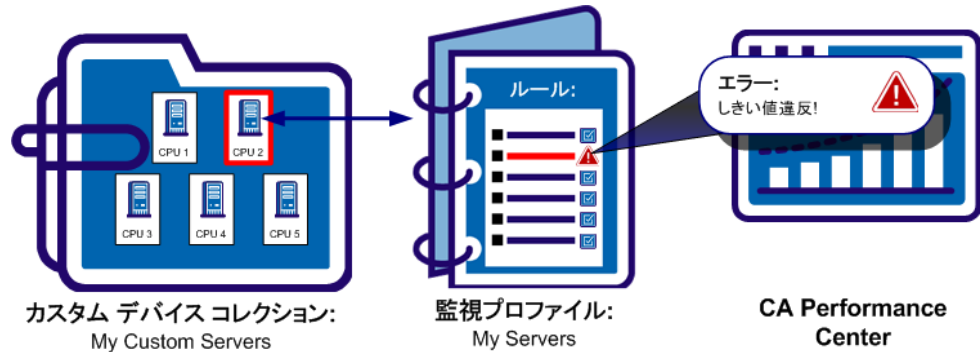 CPU 1
CPU 2
CPU 3
CPU 4
CPU 5
カスタム デバイス コレクション:
My Custom Servers
ルール:
監視プロファイル:
My Servers
エラー:
しきい値違反!
CA Performance
Center